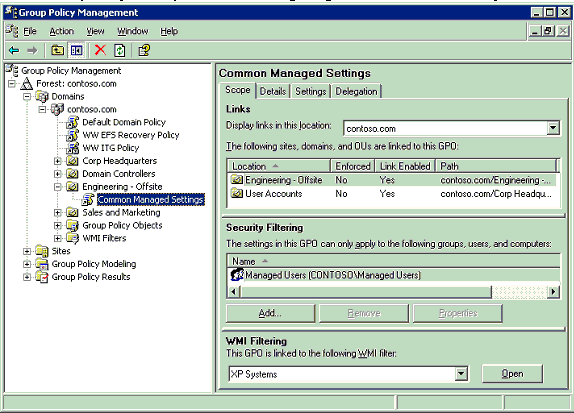 Group Policy Management
File Action View Window Help
Group Policy Management
Forest: contoso.com
Domains
contoso.com
Default Domain Policy
WW EFS Recovery Policy
WW ITG Policy
Corp Headquarters
Domain Controllers
Engineering - Offsite
Common Managed Settings
Sales and Marketing
Group Policy Objects
WMI Filters
Sites
Group Policy Modeling
Group Policy Results
Common Managed Settings
Scope Details Settings Delegation
Links
Display links in this location: contoso.com
The following sites, domains, and OUs are linked to this GPO:
Location Enforced Link Enabled Path
Engineering - Offsite No Yes contoso.com/Engineering -...
User Accounts No Yes contoso.com/Corp Headqu...
Security Filtering
The settings in this GPO can only apply to the following groups, users, and computers:
Name
Managed Users (CONTOSO\Managed Users)
Add... Remove Properties
WMI Filtering
This GPO is linked to the following WMI filter:
XP Systems Open